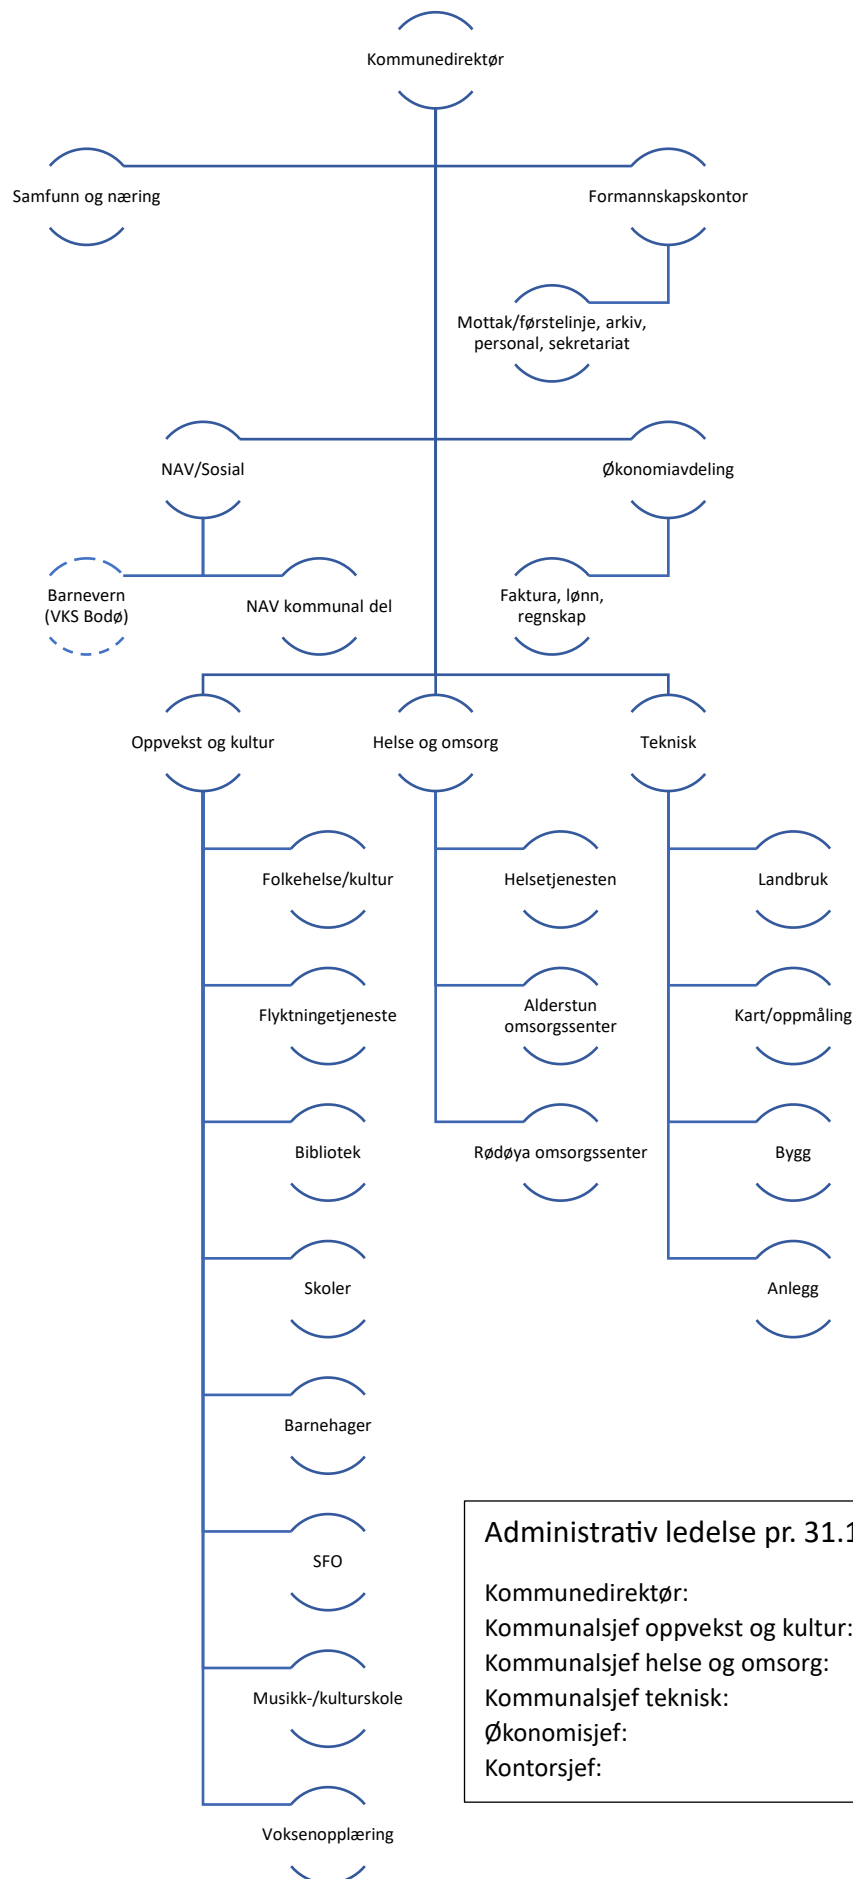 Kommunedirektør
Samfunn og næring
Formannskapskontor
Mottak/førstelinje, arkiv,
personal, sekretariat
NAV/Sosial
Økonomiavdeling
Barnevern
(VKS Bodø)
NAV kommunal del
Faktura, lønn,
regnskap
Oppvekst og kultur
Helse og omsorg
Teknisk
Folkehelse/kultur
Helsetjenesten
Landbruk
Flyktningetjeneste
Alderstun
omsorgssenter
Kart/oppmåling
Bibliotek
Rødøya omsorgssenter
Bygg
Skoler
Anlegg
Barnehager
SFO
Musikk-/kulturskole
Voksenopplæring
Administrativ ledelse pr. 31.1
Kommunedirektør:
Kommunalsjef oppvekst og kultur:
Kommunalsjef helse og omsorg:
Kommunalsjef teknisk:
Økonomisjef:
Kontorsjef: